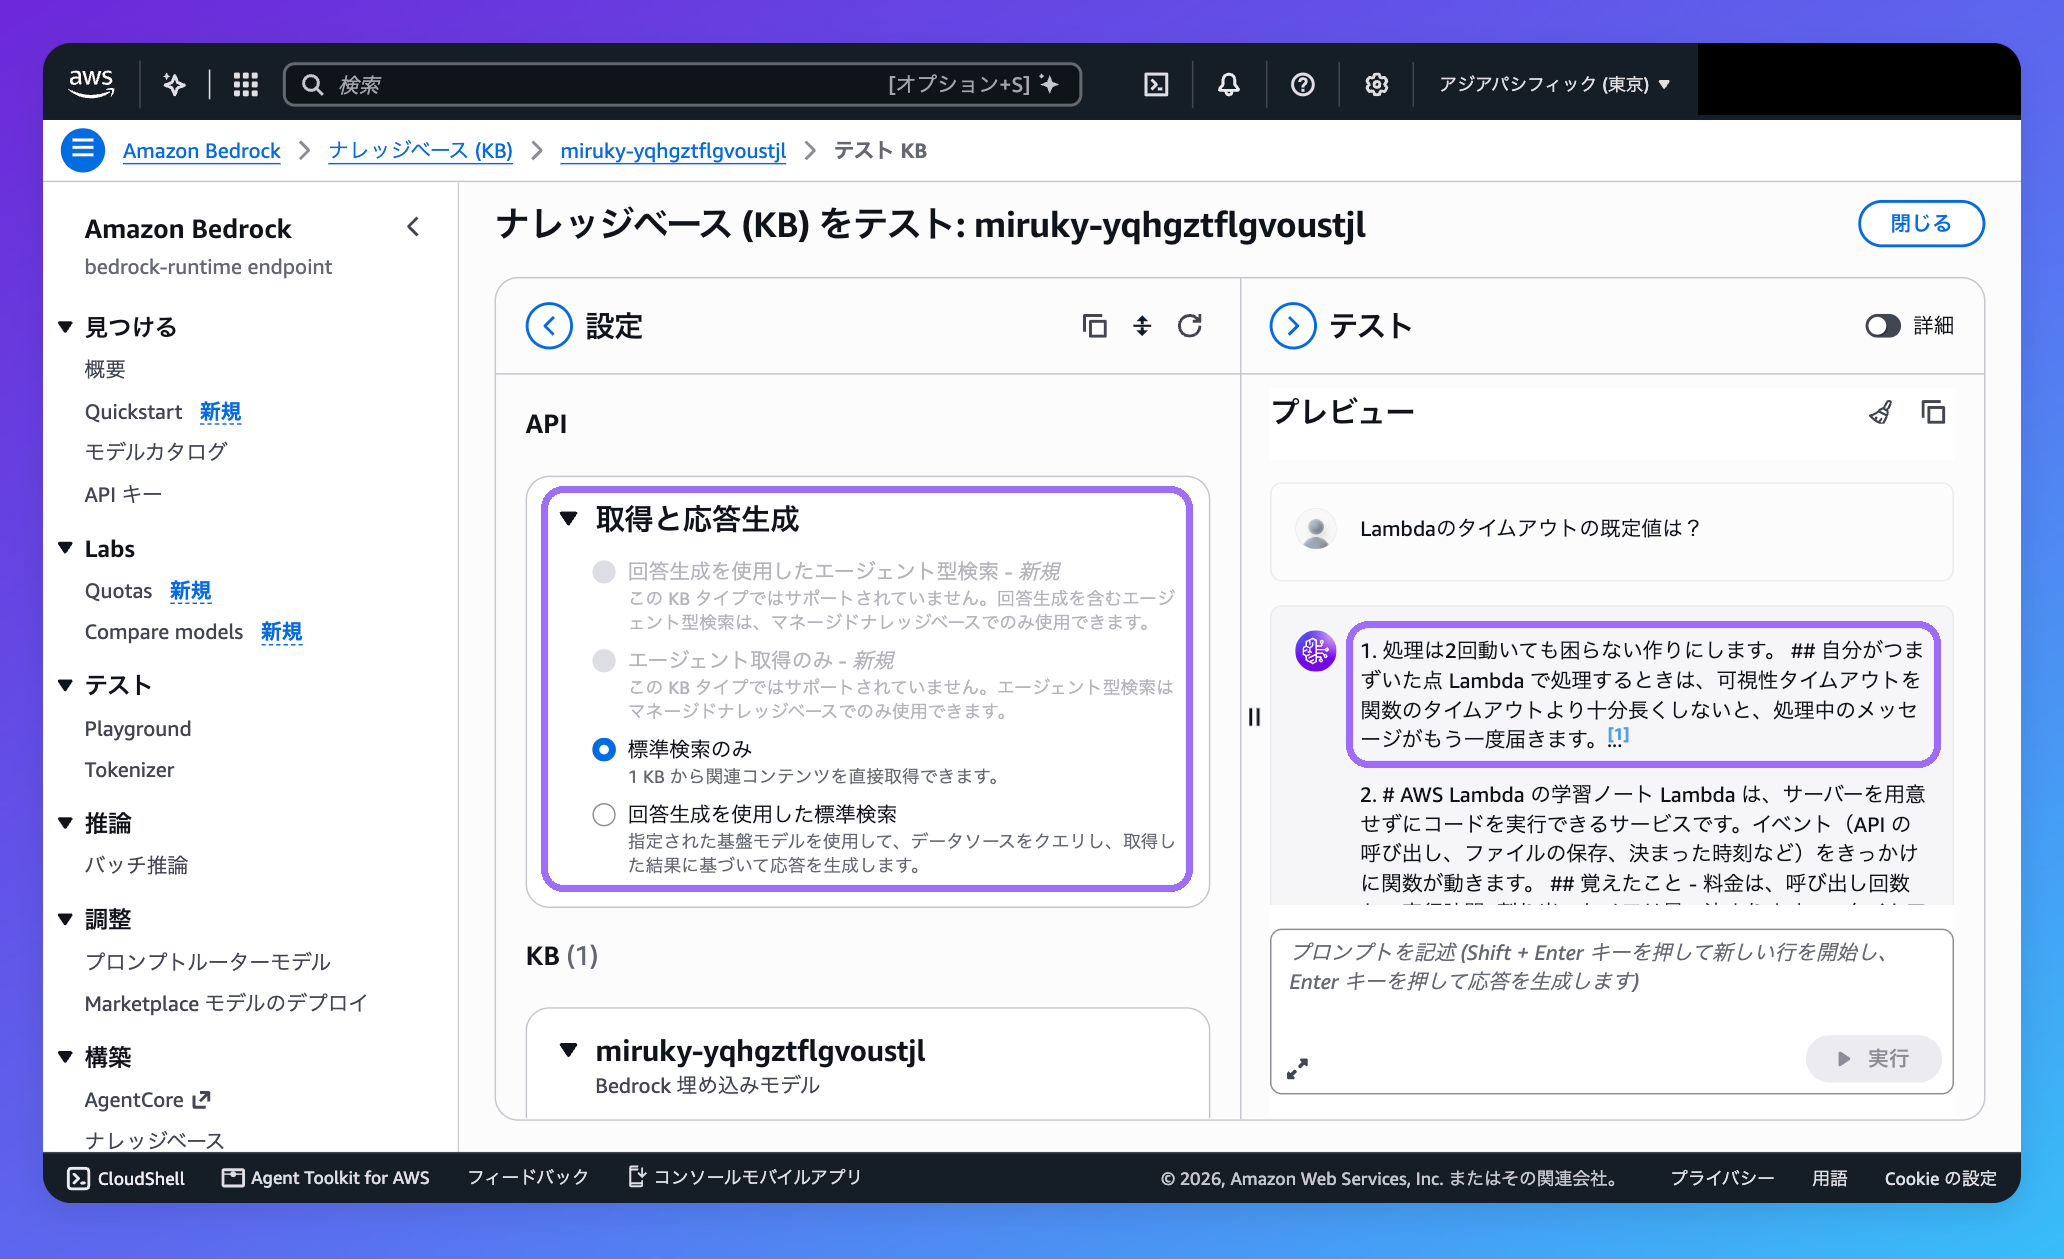 aws
検索
[オプション+S]
アジアパシフィック (東京) ▼
Amazon Bedrock
ナレッジベース (KB)
miruky-yqhgztflgvoustjl
テスト KB
Amazon Bedrock
bedrock-runtime endpoint
見つける
概要
Quickstart 新規
モデルカタログ
API キー
Labs
Quotas 新規
Compare models 新規
テスト
Playground
Tokenizer
推論
バッチ推論
調整
プロンプトルーターモデル
Marketplace モデルのデプロイ
構築
AgentCore
ナレッジベース
ナレッジベース (KB) をテスト: miruky-yqhgztflgvoustjl
閉じる
設定
API
取得と応答生成
回答生成を使用したエージェント型検索 - 新規
この KB タイプではサポートされていません。回答生成を含むエージ
ェント型検索は、マネージドナレッジベースでのみ使用できます。
エージェント取得のみ - 新規
この KB タイプではサポートされていません。エージェント型検索は
マネージドナレッジベースでのみ使用できます。
標準検索のみ
1 KB から関連コンテンツを直接取得できます。
回答生成を使用した標準検索
指定された基盤モデルを使用して、データソースをクエリし、取得し
た結果に基づいて応答を生成します。
KB (1)
miruky-yqhgztflgvoustjl
Bedrock 埋め込みモデル
テスト
詳細
プレビュー
Lambdaのタイムアウトの既定値は？
1. 処理は2回動いても困らない作りにします。 ## 自分がつま
ずいた点 Lambda で処理するときは、可視性タイムアウトを
関数のタイムアウトより十分長くしないと、処理中のメッセ
ージがもう一度届きます。... [1]
2. # AWS Lambda の学習ノート Lambda は、サーバーを用意
せずにコードを実行できるサービスです。イベント（API の
呼び出し、ファイルの保存、決まった時刻など）をきっかけ
に関数が動きます。 ## 覚えたこと - 料金は、呼び出し回数
プロンプトを記述 (Shift + Enter キーを押して新しい行を開始し、
Enter キーを押して応答を生成します)
実行
CloudShell
Agent Toolkit for AWS
フィードバック
コンソールモバイルアプリ
© 2026, Amazon Web Services, Inc. またはその関連会社。
プライバシー
用語
Cookie の設定